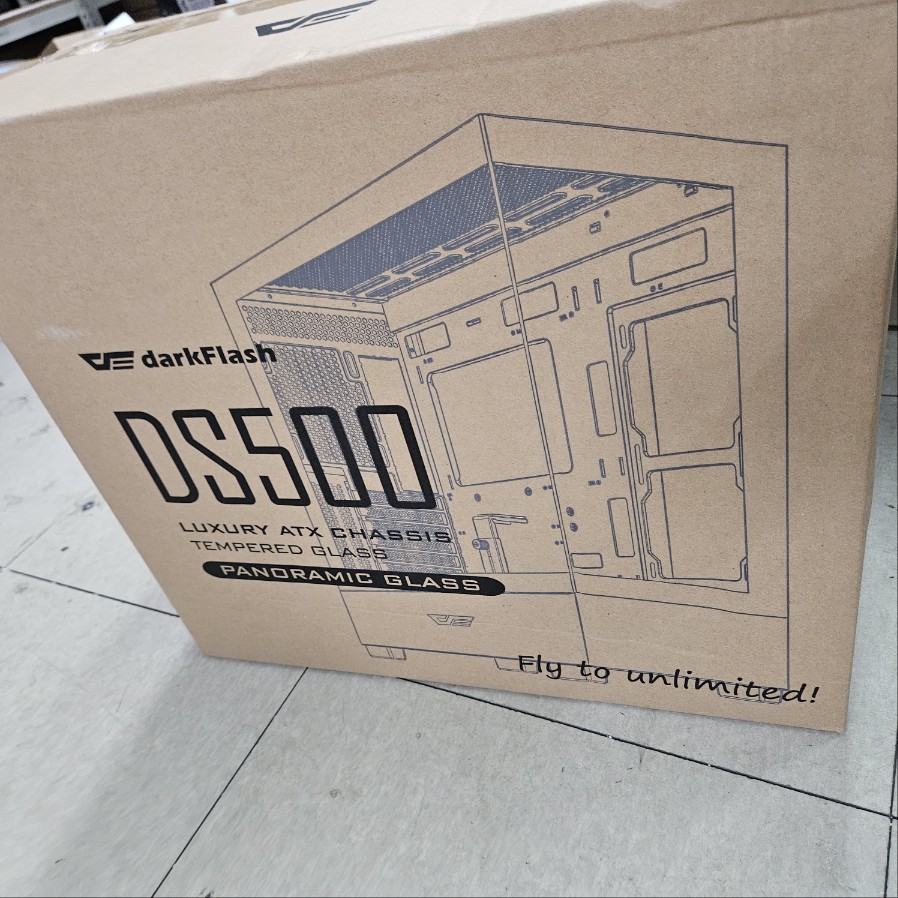 darkFlash
DS500
LUXURY ATX CHASSIS
TEMPERED GLASS
PANORAMIC GLASS
Fly to unlimited!